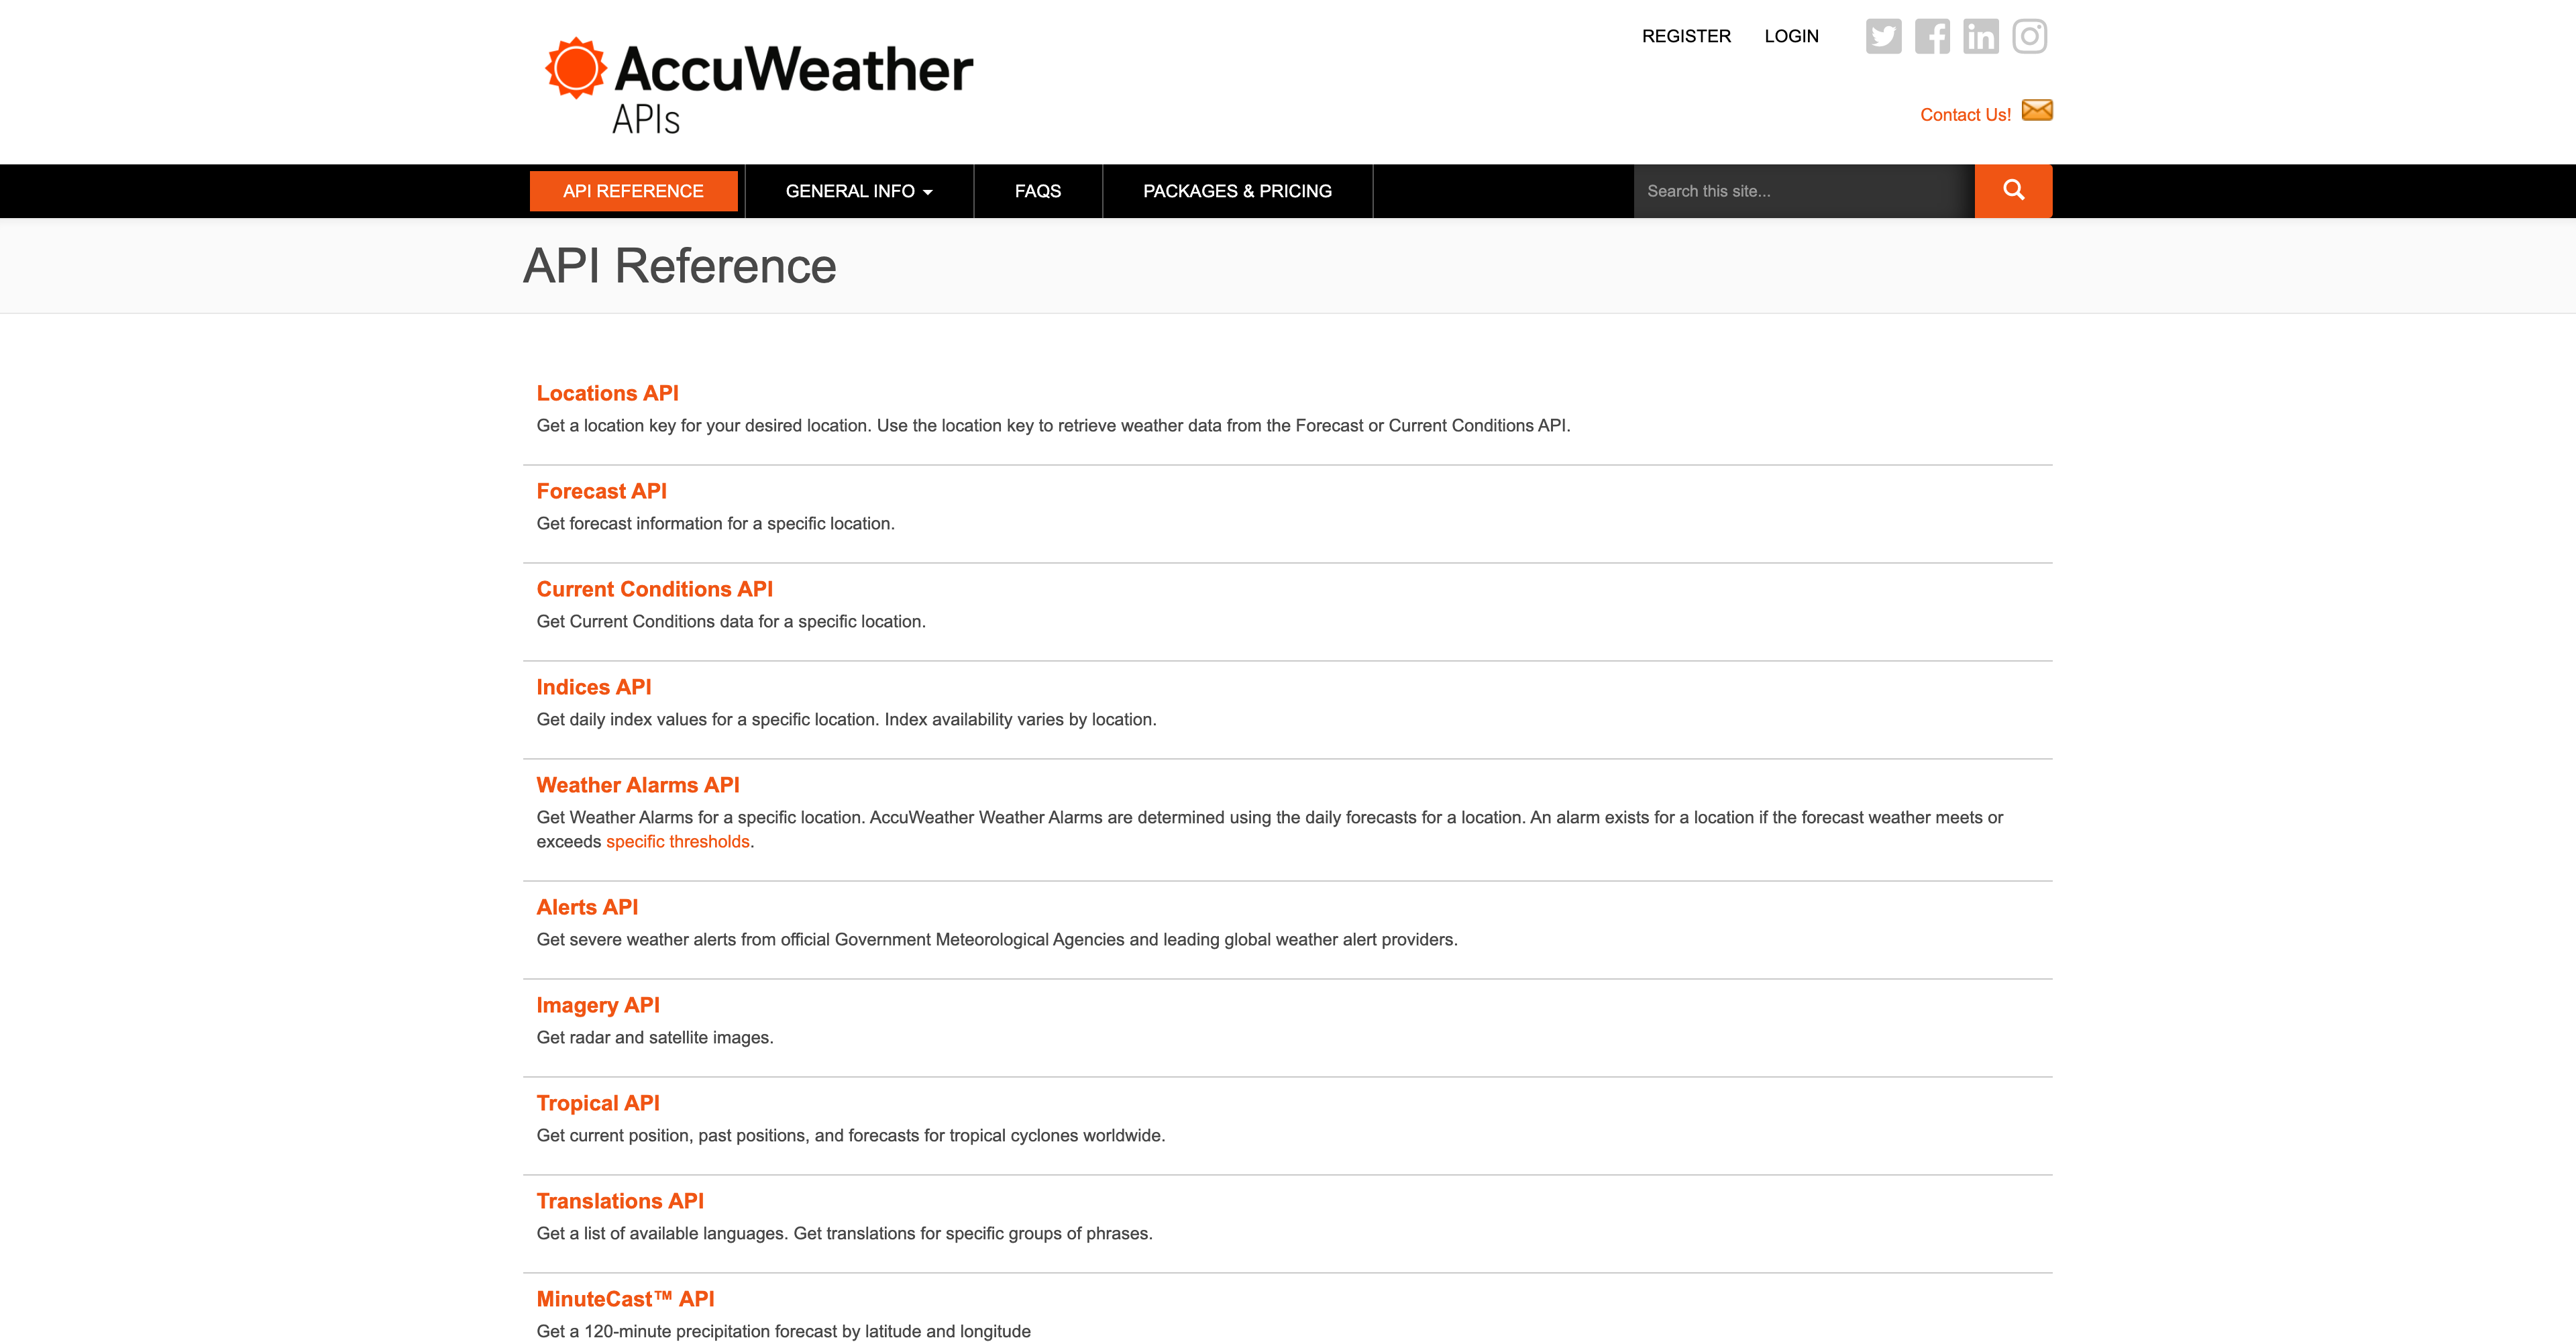 REGISTER
LOGIN
AccuWeather
APIs
Contact Us!
API REFERENCE
GENERAL INFO
FAQS
PACKAGES & PRICING
Search this site...
API Reference
Locations API
Get a location key for your desired location. Use the location key to retrieve weather data from the Forecast or Current Conditions API.
Forecast API
Get forecast information for a specific location.
Current Conditions API
Get Current Conditions data for a specific location.
Indices API
Get daily index values for a specific location. Index availability varies by location.
Weather Alarms API
Get Weather Alarms for a specific location. AccuWeather Weather Alarms are determined using the daily forecasts for a location. An alarm exists for a location if the forecast weather meets or
exceeds specific thresholds.
Alerts API
Get severe weather alerts from official Government Meteorological Agencies and leading global weather alert providers.
Imagery API
Get radar and satellite images.
Tropical API
Get current position, past positions, and forecasts for tropical cyclones worldwide.
Translations API
Get a list of available languages. Get translations for specific groups of phrases.
MinuteCast™ API
Get a 120-minute precipitation forecast by latitude and longitude